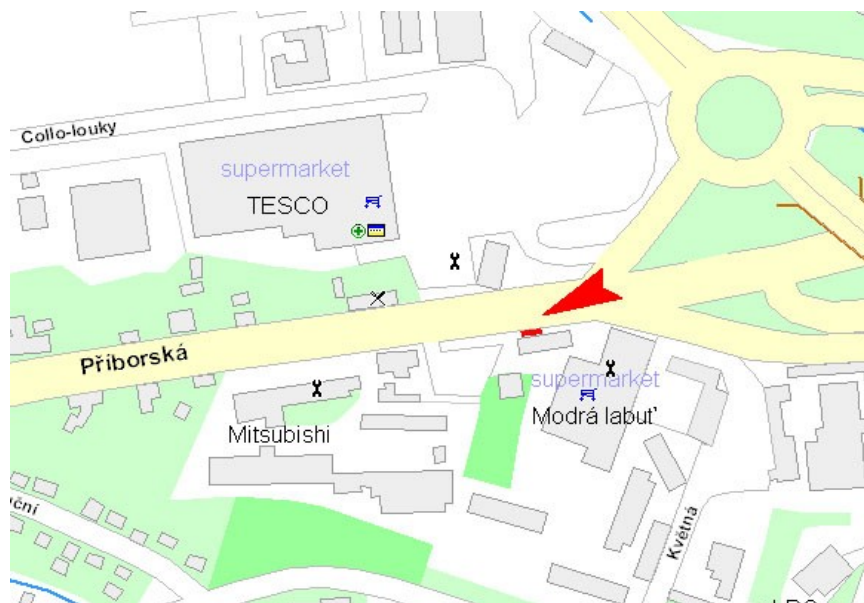 Collo-louky
supermarket
TESCO
Příborská
supermarket
Modrá labuť
Mitsubishi
Květná